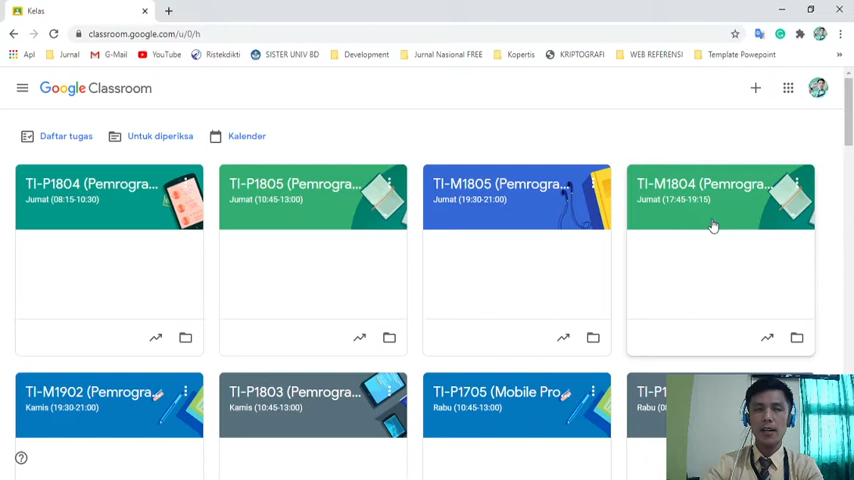 Kelas
classroom.google.com/u/0/h
Apl
Jurnal
G-Mail
YouTube
Ristekdikti
SISTER UNIV BD
Development
Jurnal Nasional FREE
Kopertis
KRIPTOGRAFI
WEB REFERENSI
Template Powepoint
Google Classroom
Daftar tugas
Untuk diperiksa
Kalender
TI-P1804 (Pemrogra...
Jumat (08:15-10:30)
TI-P1805 (Pemrogra...
Jumat (10:45-13:00)
TI-M1805 (Pemrogra...
Jumat (19:30-21:00)
TI-M1804 (Pemrogra...
Jumat (17:45-19:15)
TI-M1902 (Pemrogra...
Kamis (19:30-21:00)
TI-P1803 (Pemrogra...
Kamis (10:45-13:00)
TI-P1705 (Mobile Pro...
Rabu (10:45-13:00)